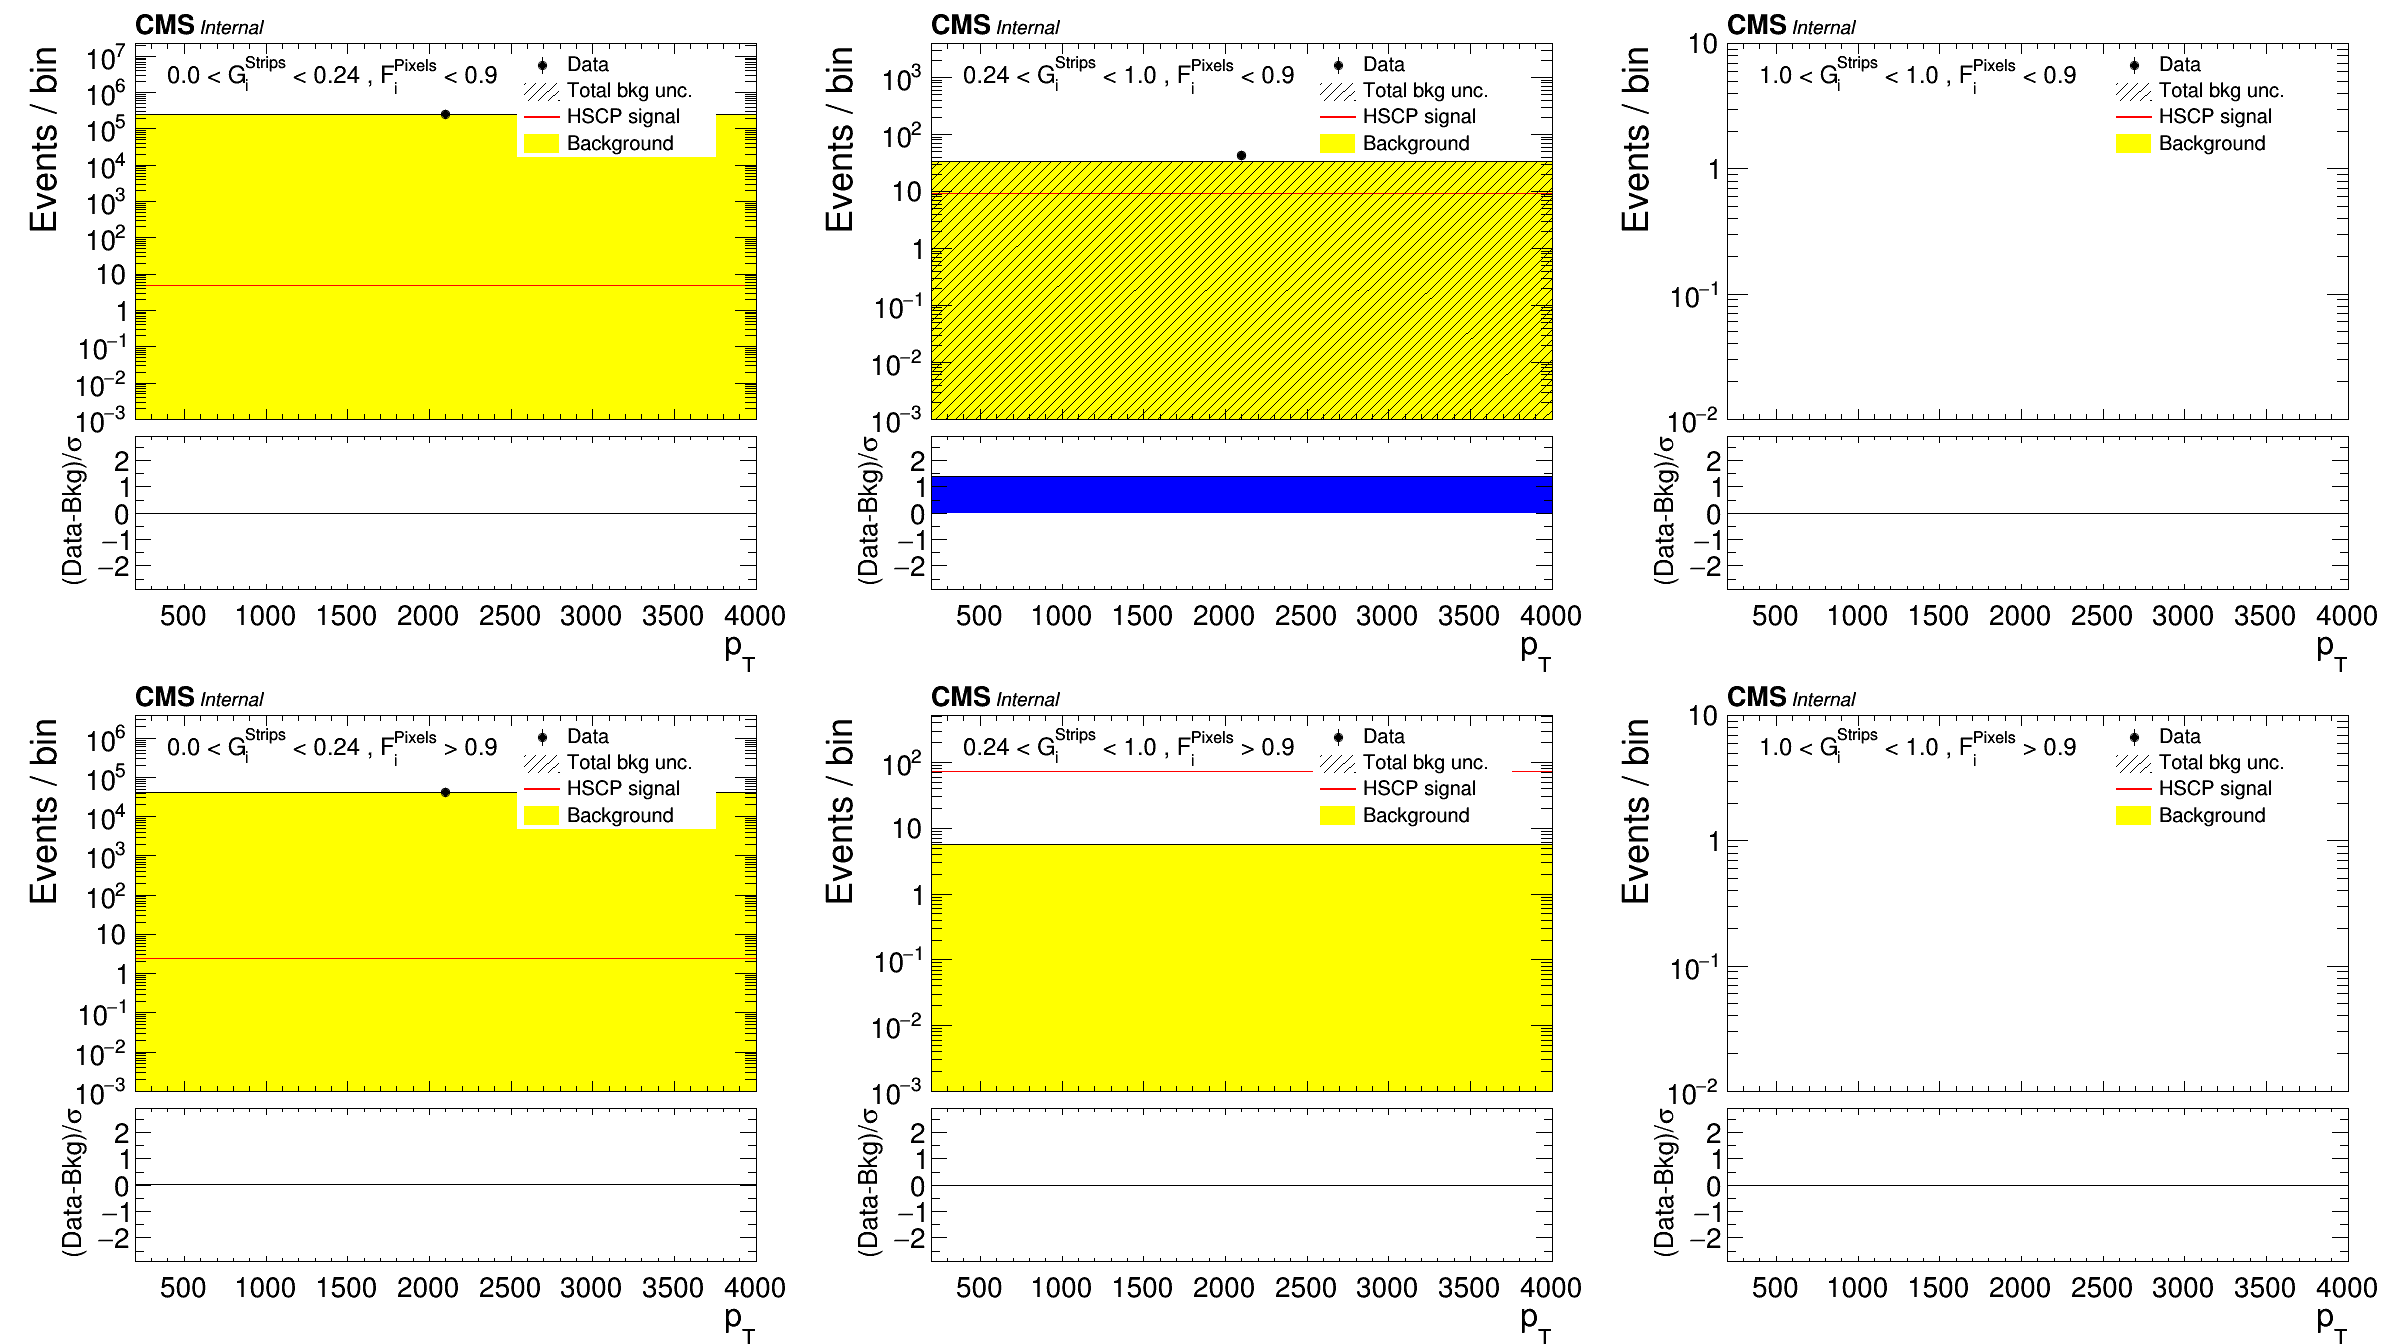 CMS Internal
Events / bin
10^7
10^6
10^5
10^4
10^3
10^2
10
1
10^−1
10^−2
10^−3
0.0 < G_i^Strips < 0.24 , F_i^Pixels < 0.9
Data
Total bkg unc.
HSCP signal
Background
(Data-Bkg)/σ
2
1
0
−1
−2
500 1000 1500 2000 2500 3000 3500 4000
p_T
CMS Internal
Events / bin
10^3
10^2
10
1
10^−1
10^−2
10^−3
0.24 < G_i^Strips < 1.0 , F_i^Pixels < 0.9
Data
Total bkg unc.
HSCP signal
Background
(Data-Bkg)/σ
2
1
0
−1
−2
500 1000 1500 2000 2500 3000 3500 4000
p_T
CMS Internal
Events / bin
10
1
10^−1
10^−2
1.0 < G_i^Strips < 1.0 , F_i^Pixels < 0.9
Data
Total bkg unc.
HSCP signal
Background
(Data-Bkg)/σ
2
1
0
−1
−2
500 1000 1500 2000 2500 3000 3500 4000
p_T
CMS Internal
Events / bin
10^6
10^5
10^4
10^3
10^2
10
1
10^−1
10^−2
10^−3
0.0 < G_i^Strips < 0.24 , F_i^Pixels > 0.9
Data
Total bkg unc.
HSCP signal
Background
(Data-Bkg)/σ
2
1
0
−1
−2
500 1000 1500 2000 2500 3000 3500 4000
p_T
CMS Internal
Events / bin
10^2
10
1
10^−1
10^−2
10^−3
0.24 < G_i^Strips < 1.0 , F_i^Pixels > 0.9
Data
Total bkg unc.
HSCP signal
Background
(Data-Bkg)/σ
2
1
0
−1
−2
500 1000 1500 2000 2500 3000 3500 4000
p_T
CMS Internal
Events / bin
10
1
10^−1
10^−2
1.0 < G_i^Strips < 1.0 , F_i^Pixels > 0.9
Data
Total bkg unc.
HSCP signal
Background
(Data-Bkg)/σ
2
1
0
−1
−2
500 1000 1500 2000 2500 3000 3500 4000
p_T